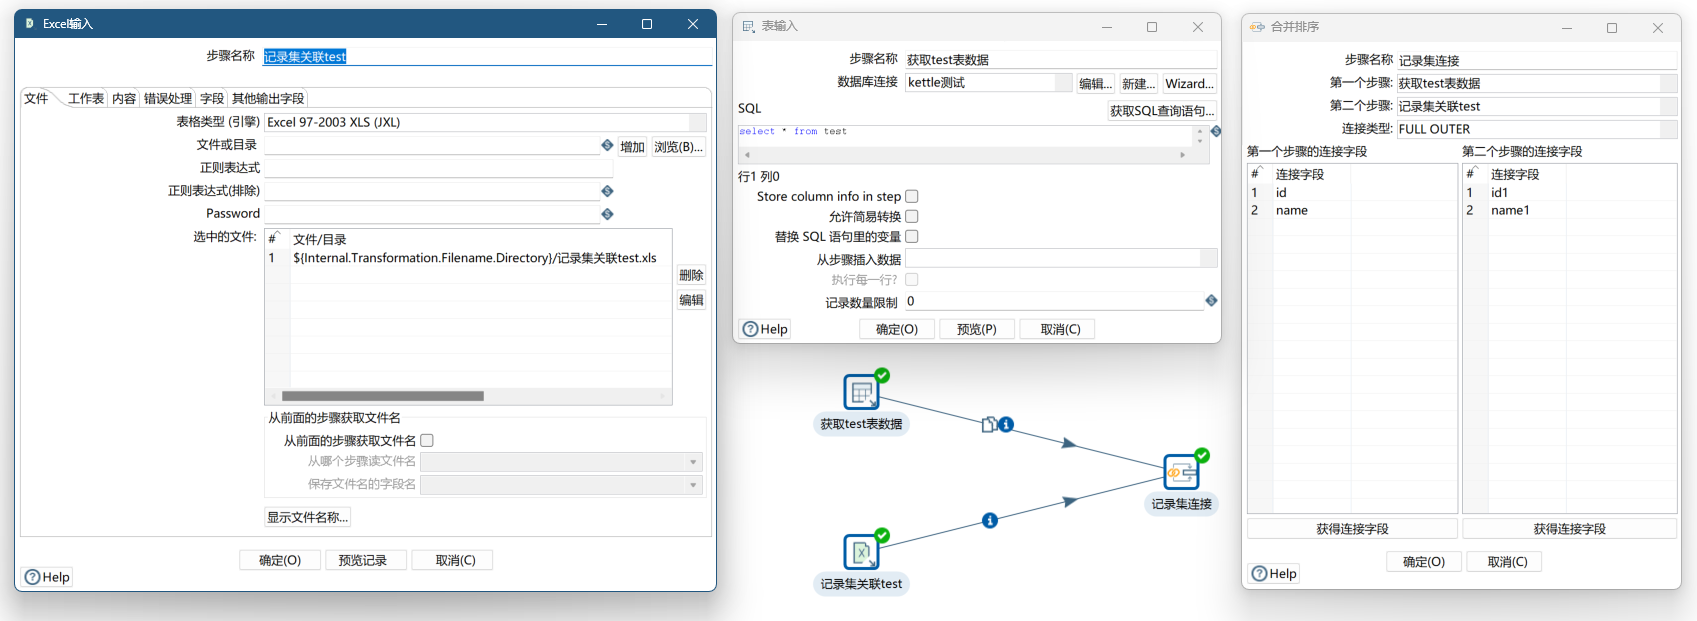 Excel输入
步骤名称 记录集关联test
文件 工作表 内容 错误处理 字段 其他输出字段
表格类型 (引擎) Excel 97-2003 XLS (JXL)
文件或目录 增加 浏览(B)...
正则表达式
正则表达式(排除)
Password
选中的文件:
# 文件/目录
1 ${Internal.Transformation.Filename.Directory}/记录集关联test.xls
删除
编辑
从前面的步骤获取文件名
从前面的步骤获取文件名
从哪个步骤读文件名
保存文件名的字段名
显示文件名称...
确定(O) 预览记录 取消(C)
Help
表输入
步骤名称 获取test表数据
数据库连接 kettle测试 编辑... 新建... Wizard...
SQL 获取SQL查询语句...
select * from test
行1 列0
Store column info in step
允许简易转换
替换 SQL 语句里的变量
从步骤插入数据
执行每一行?
记录数量限制 0
Help 确定(O) 预览(P) 取消(C)
获取test表数据
记录集连接
记录集关联test
合并排序
步骤名称 记录集连接
第一个步骤: 获取test表数据
第二个步骤: 记录集关联test
连接类型: FULL OUTER
第一个步骤的连接字段 第二个步骤的连接字段
# 连接字段 # 连接字段
1 id 1 id1
2 name 2 name1
获得连接字段 获得连接字段
确定(O) 取消(C)
Help